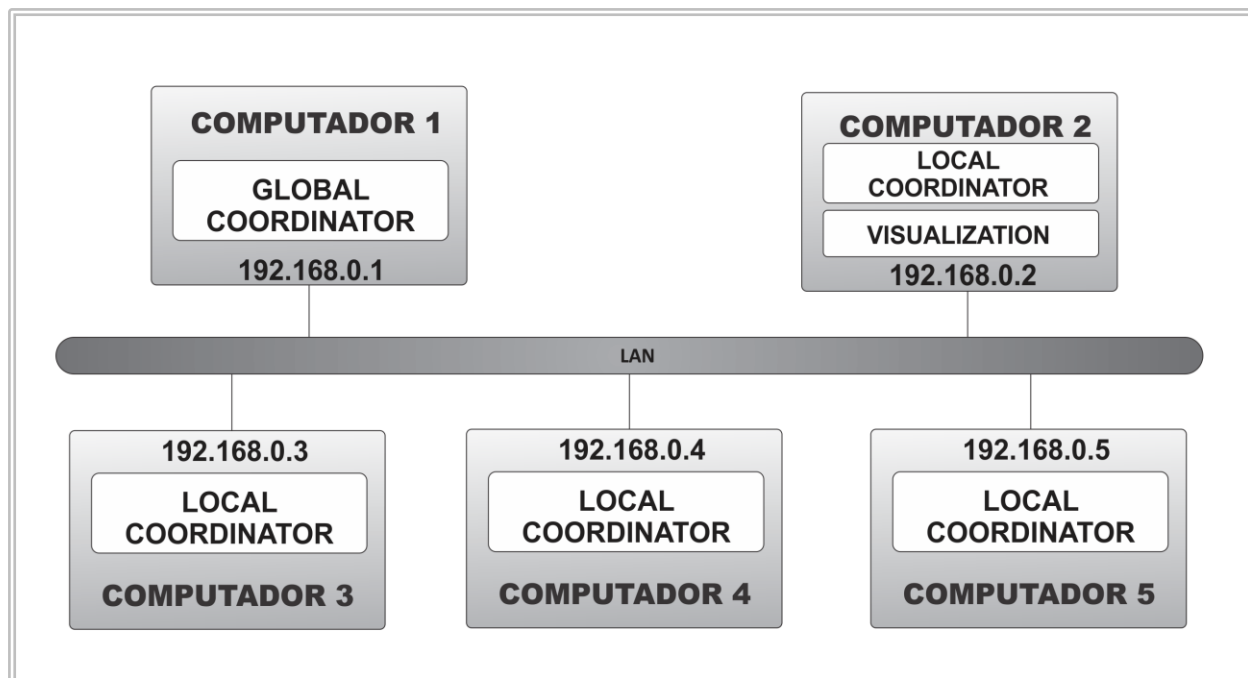 COMPUTADOR 1
GLOBAL
COORDINATOR
192.168.0.1
COMPUTADOR 2
LOCAL
COORDINATOR
VISUALIZATION
192.168.0.2
LAN
192.168.0.3
LOCAL
COORDINATOR
COMPUTADOR 3
192.168.0.4
LOCAL
COORDINATOR
COMPUTADOR 4
192.168.0.5
LOCAL
COORDINATOR
COMPUTADOR 5